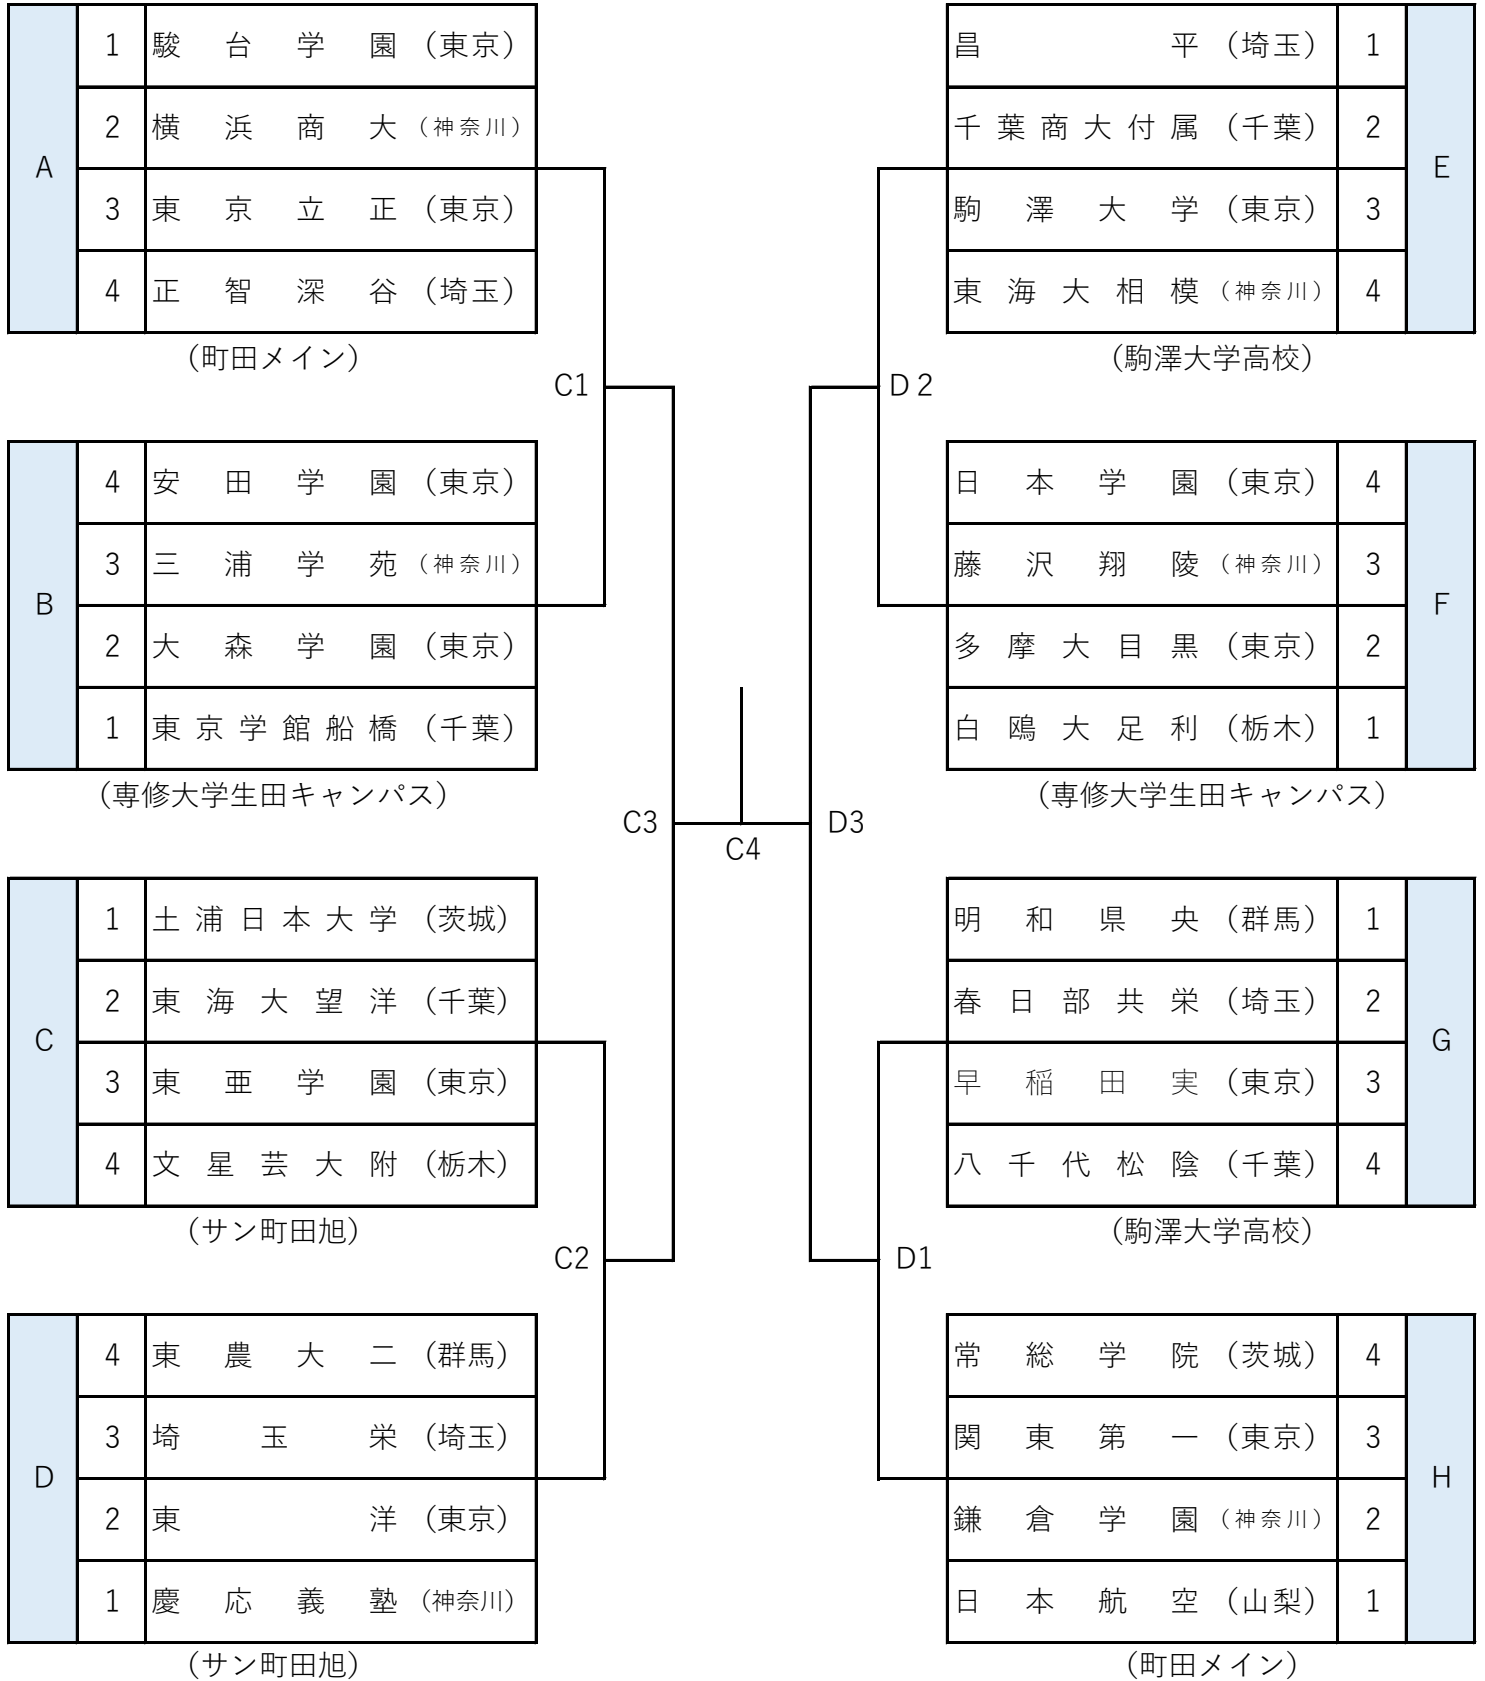 A
1 駿台学園 (東京)
2 横浜商大 (神奈川)
3 東京立正 (東京)
4 正智深谷 (埼玉)
(町田メイン)
C1
B
4 安田学園 (東京)
3 三浦学苑 (神奈川)
2 大森学園 (東京)
1 東京学館船橋 (千葉)
(専修大学生田キャンパス)
C3
C
1 土浦日本大学 (茨城)
2 東海大望洋 (千葉)
3 東亜学園 (東京)
4 文星芸大附 (栃木)
(サン町田旭)
C2
D
4 東農大二 (群馬)
3 埼玉栄 (埼玉)
2 東洋 (東京)
1 慶応義塾 (神奈川)
(サン町田旭)
C4
昌平 (埼玉) 1
千葉商大付属 (千葉) 2
駒澤大学 (東京) 3
東海大相模 (神奈川) 4
E
(駒澤大学高校)
D2
日本学園 (東京) 4
藤沢翔陵 (神奈川) 3
多摩大目黒 (東京) 2
白鴎大足利 (栃木) 1
F
(専修大学生田キャンパス)
D3
明和県央 (群馬) 1
春日部共栄 (埼玉) 2
早稲田実 (東京) 3
八千代松陰 (千葉) 4
G
(駒澤大学高校)
D1
常総学院 (茨城) 4
関東第一 (東京) 3
鎌倉学園 (神奈川) 2
日本航空 (山梨) 1
H
(町田メイン)